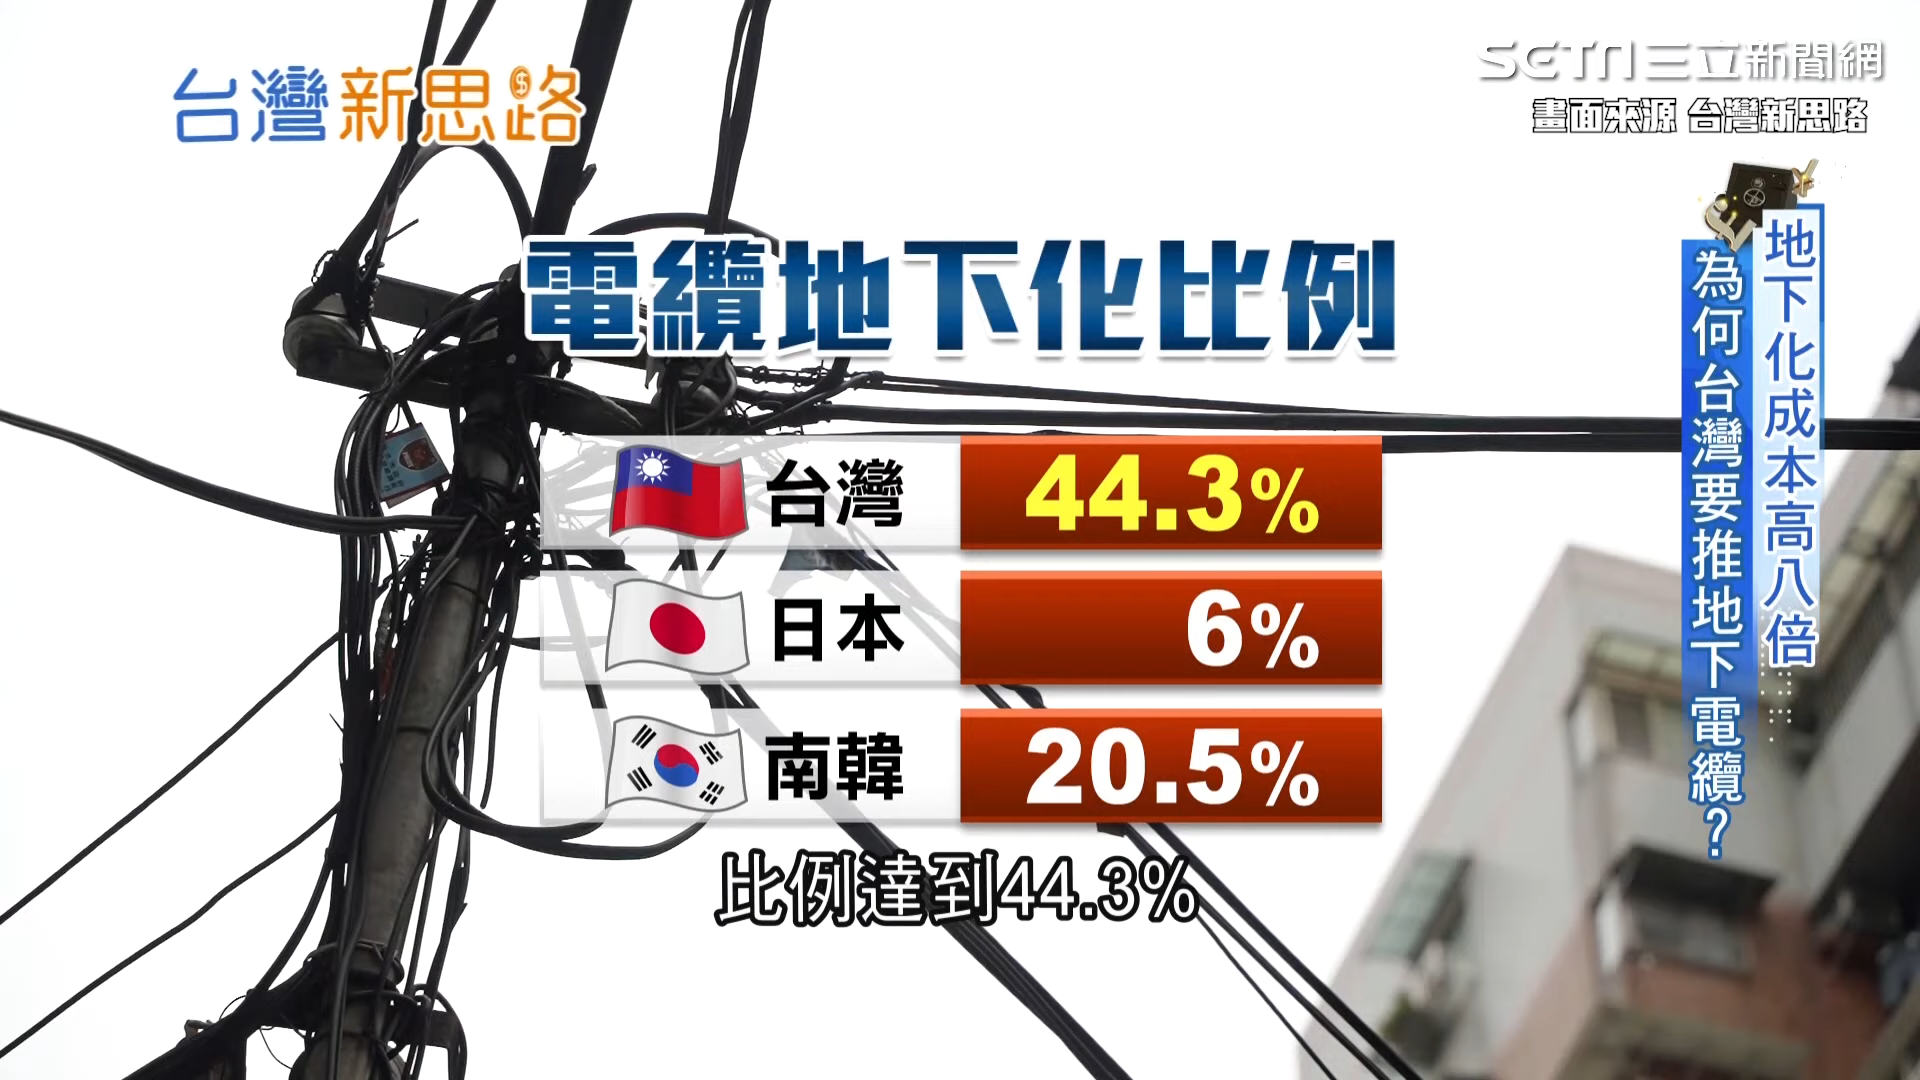 台灣新思路
SETN三立新聞網
畫面來源 台灣新思路
地下化成本高八倍
為何台灣要推地下電纜？
電纜地下化比例
台灣 44.3%
日本 6%
南韓 20.5%
比例達到44.3%